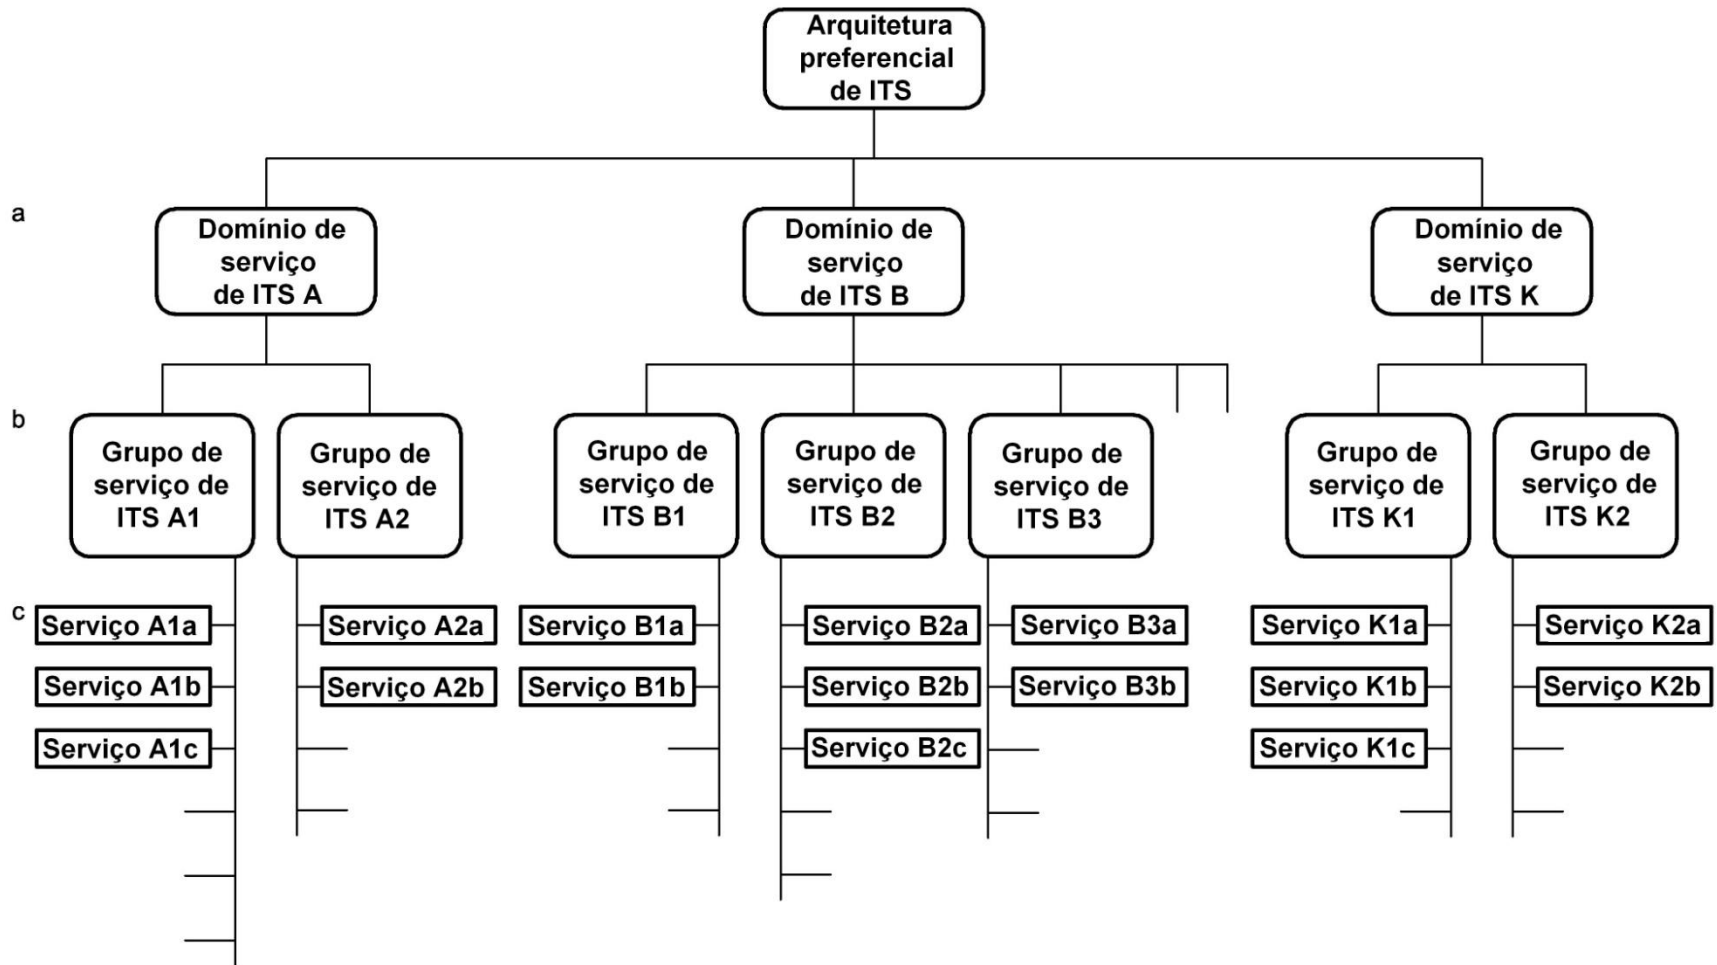 Arquitetura
preferencial
de ITS
a
Domínio de
serviço
de ITS A
Domínio de
serviço
de ITS B
Domínio de
serviço
de ITS K
b
Grupo de
serviço de
ITS A1
Grupo de
serviço de
ITS A2
Grupo de
serviço de
ITS B1
Grupo de
serviço de
ITS B2
Grupo de
serviço de
ITS B3
Grupo de
serviço de
ITS K1
Grupo de
serviço de
ITS K2
c
Serviço A1a
Serviço A1b
Serviço A1c
Serviço A2a
Serviço A2b
Serviço B1a
Serviço B1b
Serviço B2a
Serviço B2b
Serviço B2c
Serviço B3a
Serviço B3b
Serviço K1a
Serviço K1b
Serviço K1c
Serviço K2a
Serviço K2b